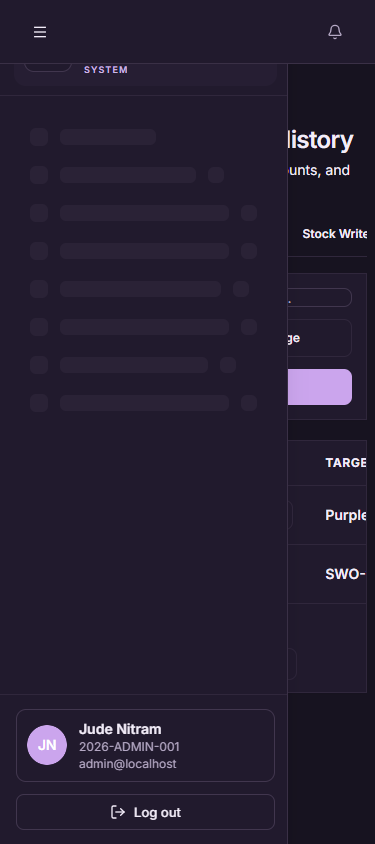 SYSTEM
ounts, and
Stock Write
ge
TARGE
Purple
SWO-
Jude Nitram
JN
2026-ADMIN-001
admin@localhost
Log out